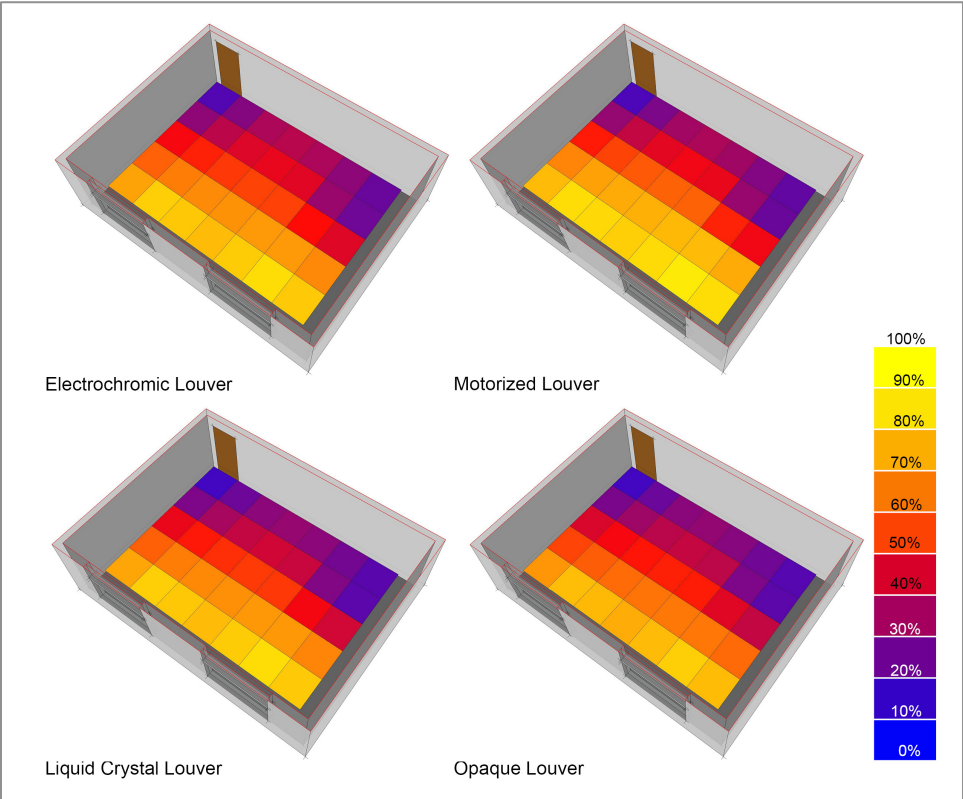 Electrochromic Louver
Motorized Louver
Liquid Crystal Louver
Opaque Louver
100%
90%
80%
70%
60%
50%
40%
30%
20%
10%
0%